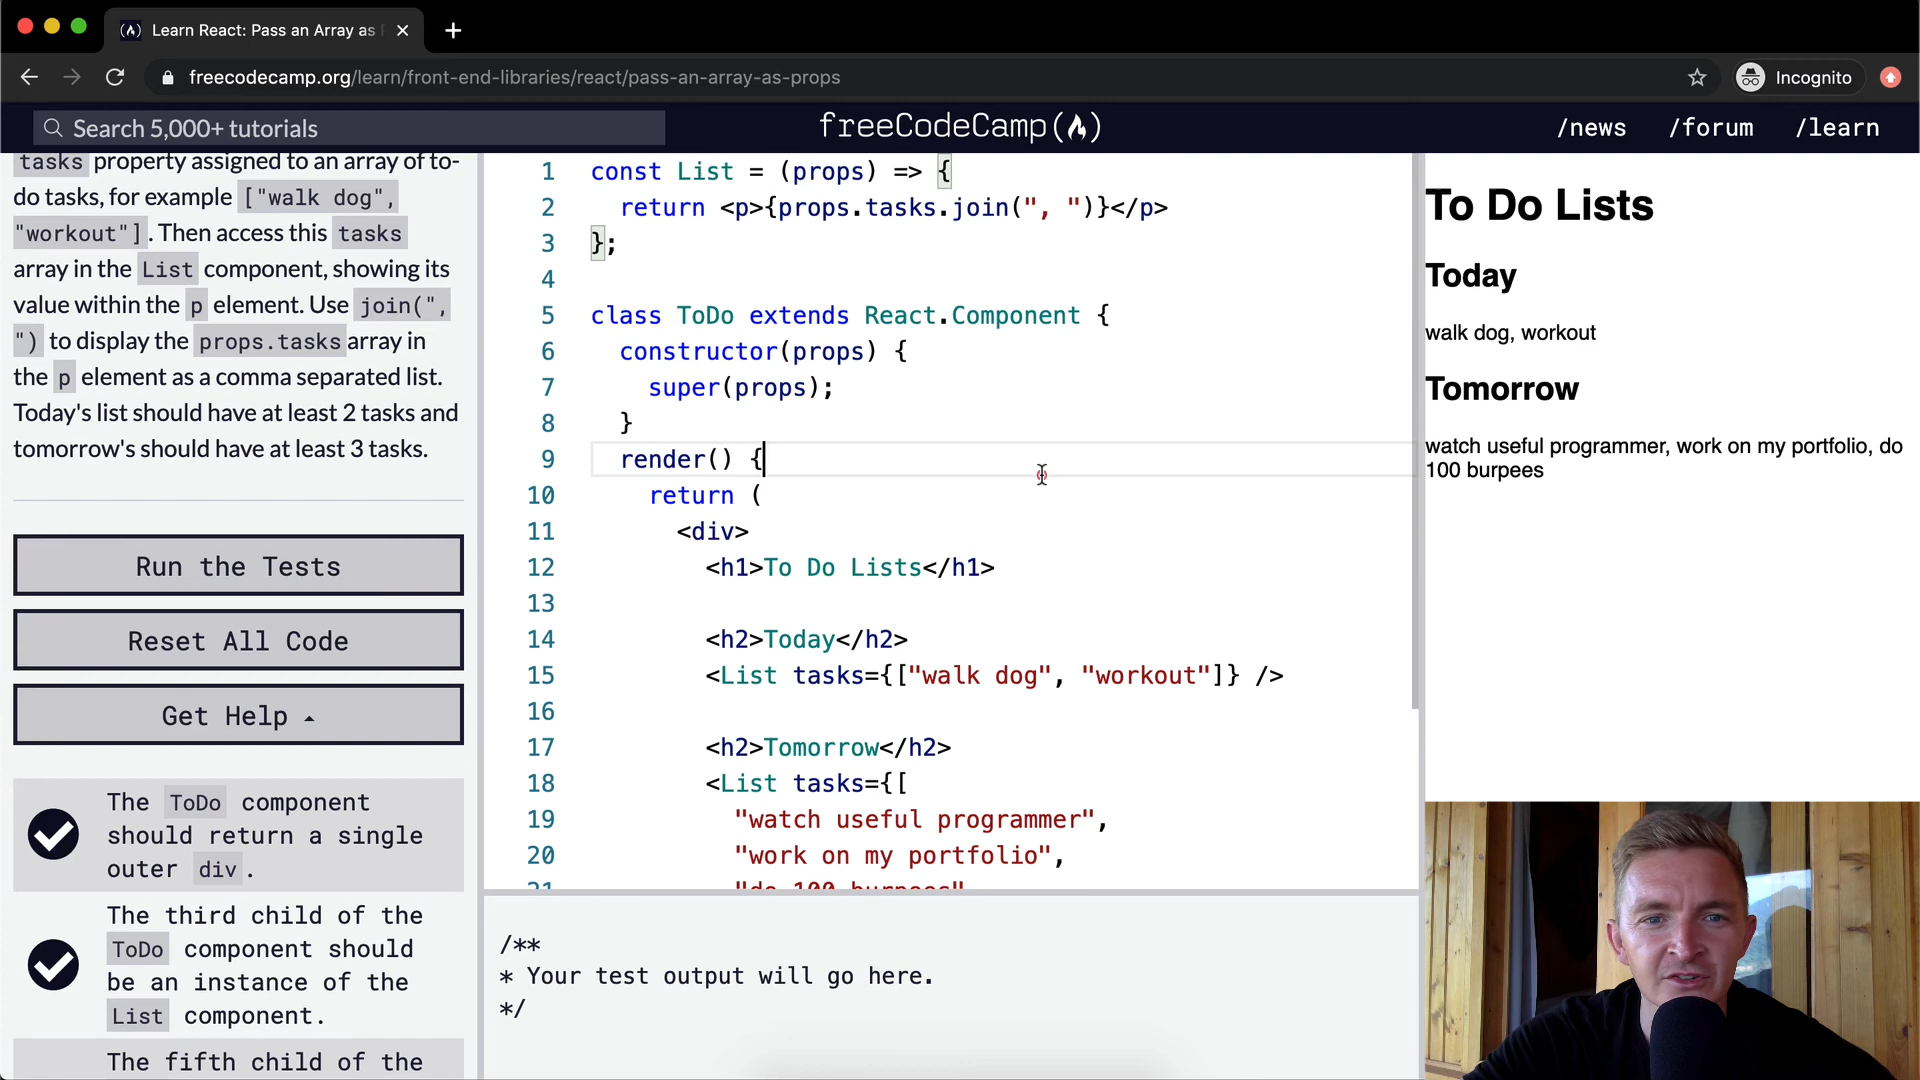 Learn React: Pass an Array as
freecodecamp.org/learn/front-end-libraries/react/pass-an-array-as-props
Incognito
Search 5,000+ tutorials
freeCodeCamp
/news
/forum
/learn
tasks property assigned to an array of to-
do tasks, for example ["walk dog",
"workout"]. Then access this tasks
array in the List component, showing its
value within the p element. Use join(",
") to display the props.tasks array in
the p element as a comma separated list.
Today's list should have at least 2 tasks and
tomorrow's should have at least 3 tasks.
Run the Tests
Reset All Code
Get Help
The ToDo component
should return a single
outer div.
The third child of the
ToDo component should
be an instance of the
List component.
The fifth child of the
1 const List = (props) => {
2 return <p>{props.tasks.join(", ")}</p>
3 };
4
5 class ToDo extends React.Component {
6 constructor(props) {
7 super(props);
8 }
9 render() {
10 return (
11 <div>
12 <h1>To Do Lists</h1>
13
14 <h2>Today</h2>
15 <List tasks={["walk dog", "workout"]} />
16
17 <h2>Tomorrow</h2>
18 <List tasks={[
19 "watch useful programmer",
20 "work on my portfolio",
21 "do 100 burpees"
/**
* Your test output will go here.
*/
To Do Lists
Today
walk dog, workout
Tomorrow
watch useful programmer, work on my portfolio, do
100 burpees